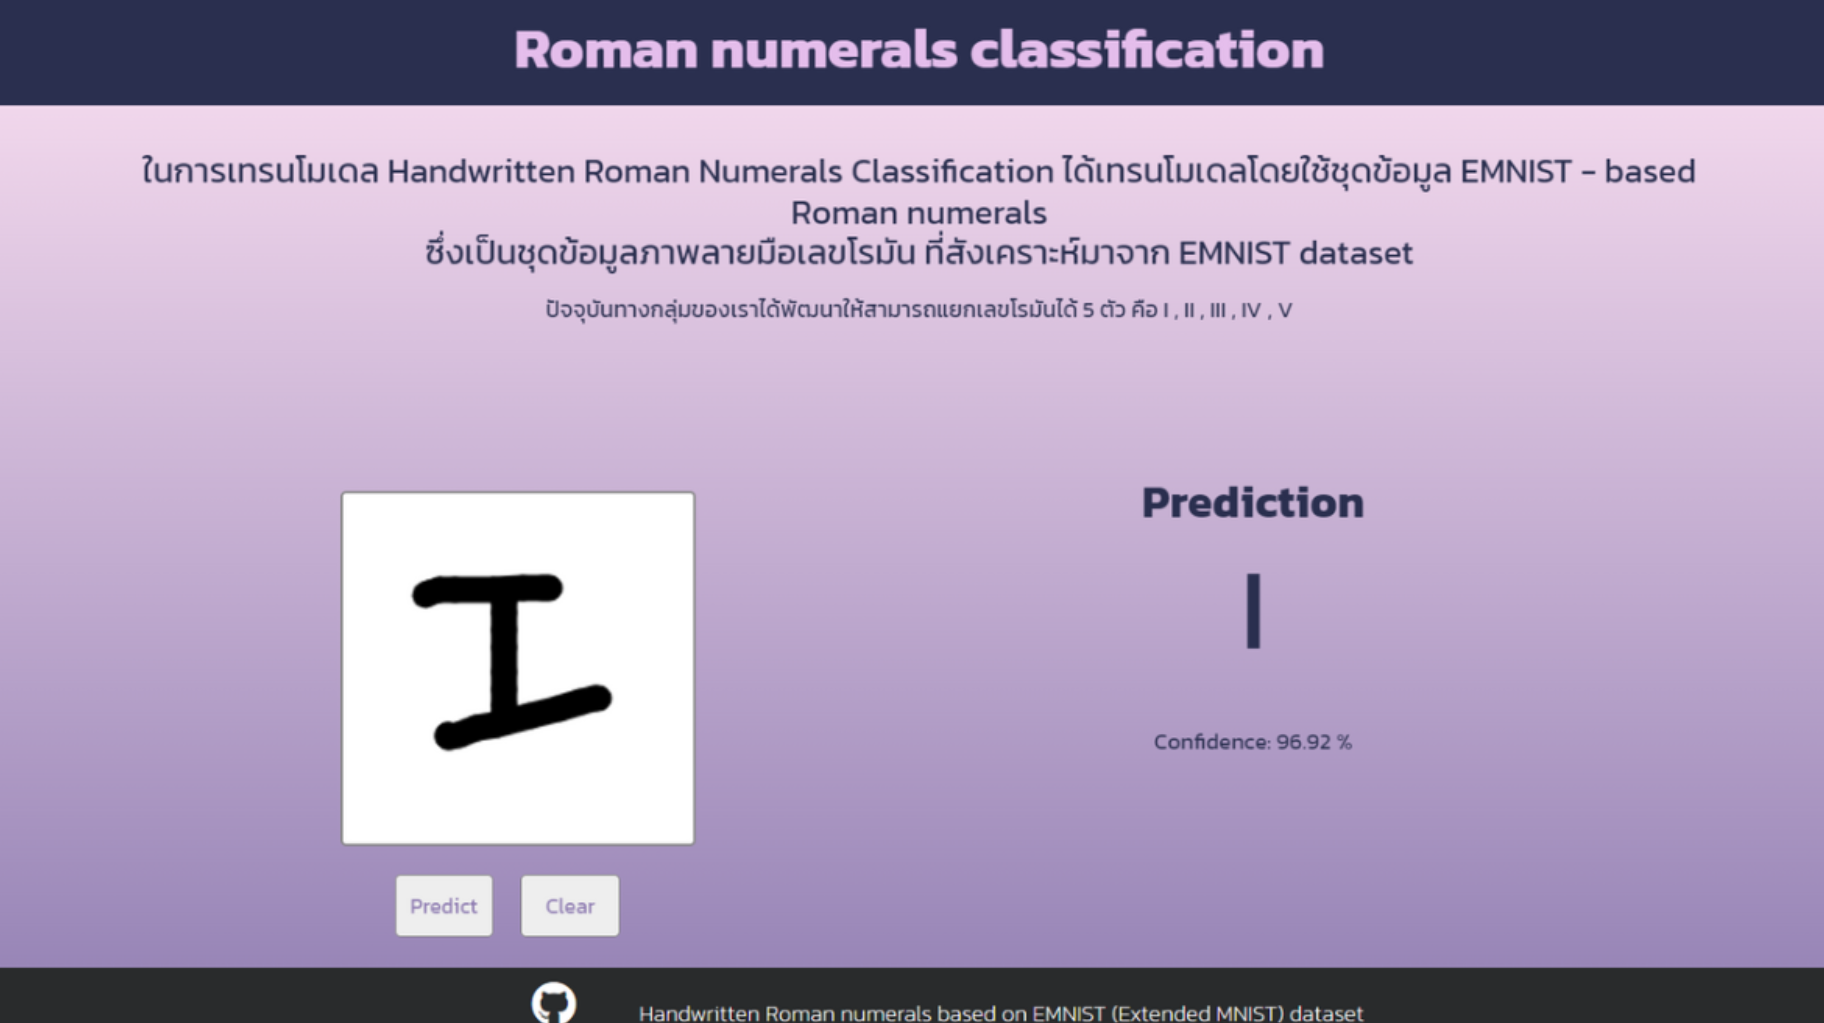 Roman numerals classification
ในการเทรนโมเดล Handwritten Roman Numerals Classification ได้เทรนโมเดลโดยใช้ชุดข้อมูล EMNIST - based
Roman numerals
ซึ่งเป็นชุดข้อมูลภาพลายมือเลขโรมัน ที่สังเคราะห์มาจาก EMNIST dataset
ปัจจุบันทางกลุ่มของเราได้พัฒนาให้สามารถแยกเลขโรมันได้ 5 ตัว คือ I , II , III , IV , V
I
Prediction
I
Confidence: 96.92 %
Predict Clear
Handwritten Roman numerals based on EMNIST (Extended MNIST) dataset